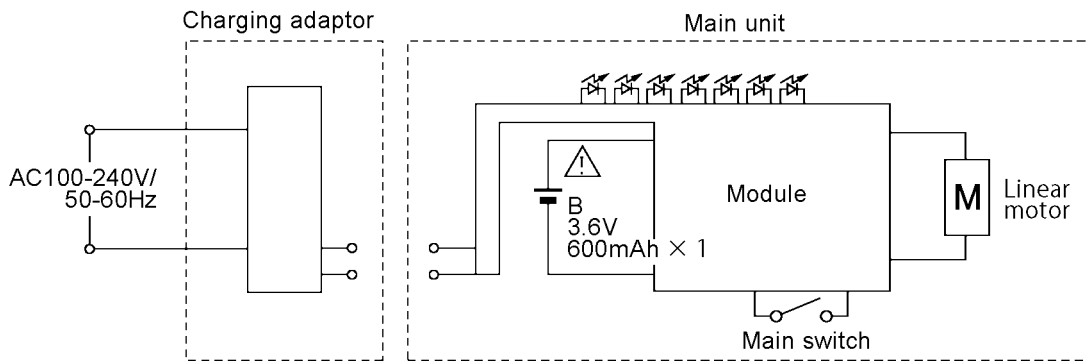 Charging adaptor
Main unit
AC100-240V/
50-60Hz
B
3.6V
600mAh × 1
Module
M
Linear
motor
Main switch